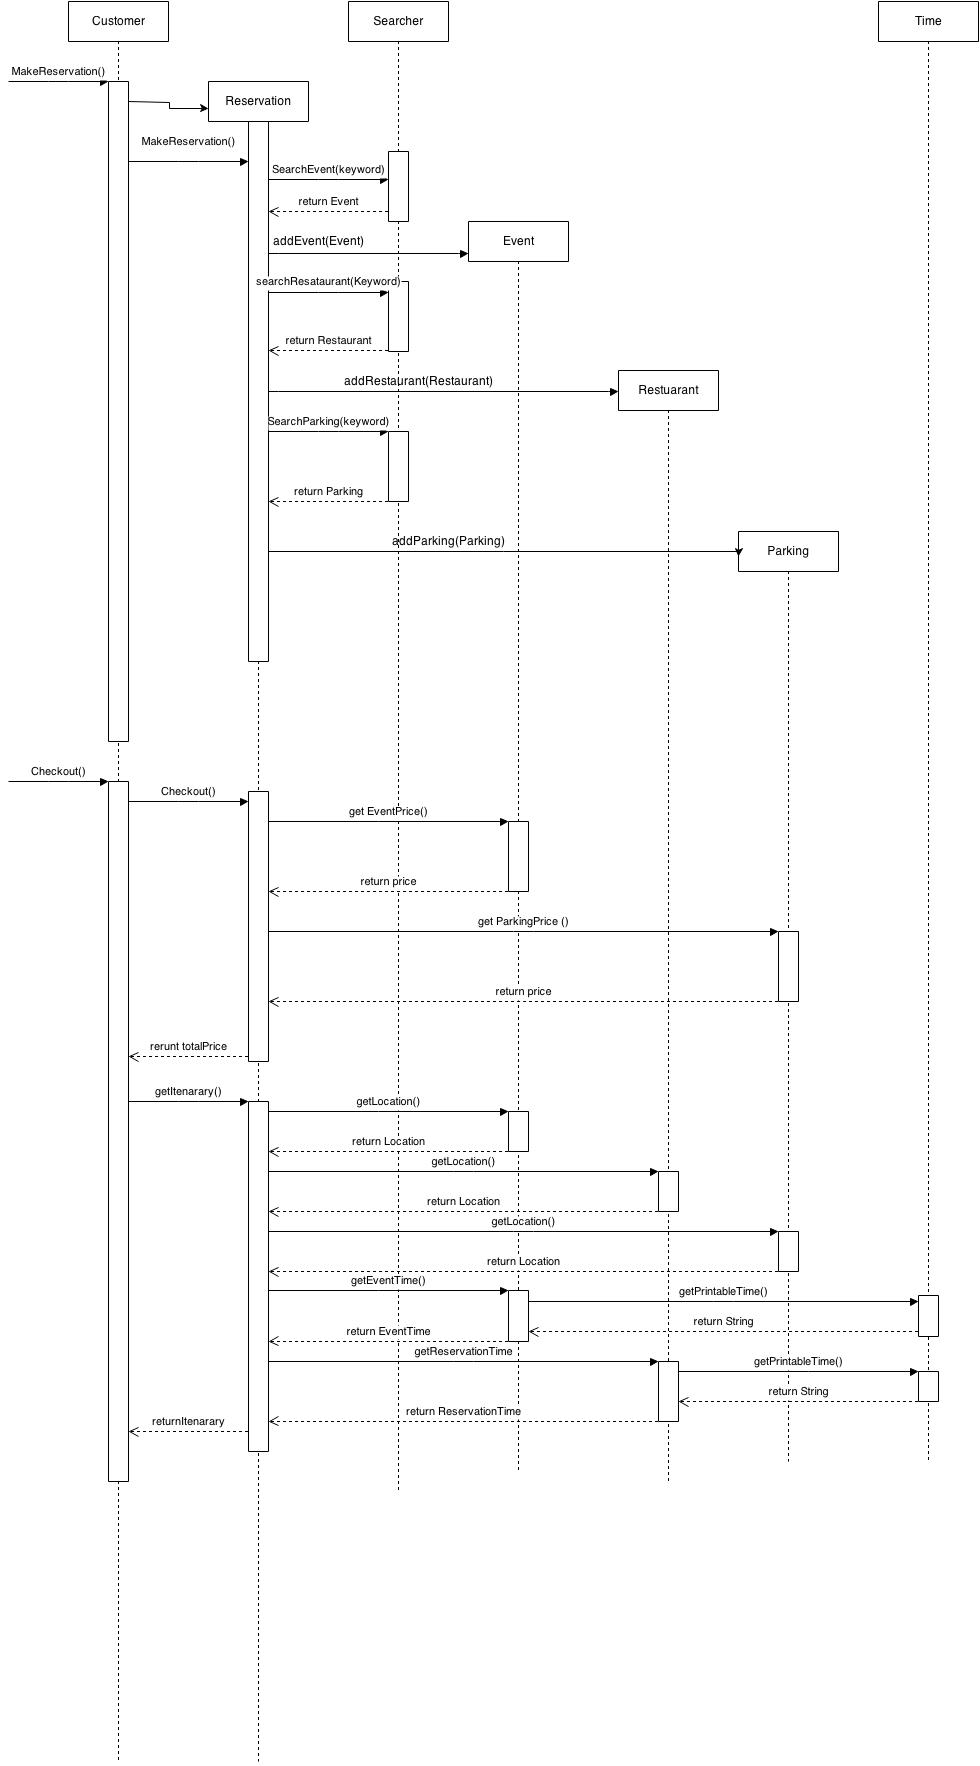 Customer
Searcher
Time
MakeReservation()
Reservation
MakeReservation()
SearchEvent(keyword)
return Event
addEvent(Event)
Event
searchResataurant(Keyword)
return Restaurant
addRestaurant(Restaurant)
Restuarant
SearchParking(keyword)
return Parking
addParking(Parking)
Parking
Checkout()
Checkout()
get EventPrice()
return price
get ParkingPrice ()
return price
rerunt totalPrice
getItenarary()
getLocation()
return Location
getLocation()
return Location
getLocation()
return Location
getEventTime()
getPrintableTime()
return String
return EventTime
getReservationTime
getPrintableTime()
return String
return ReservationTime
returnItenarary